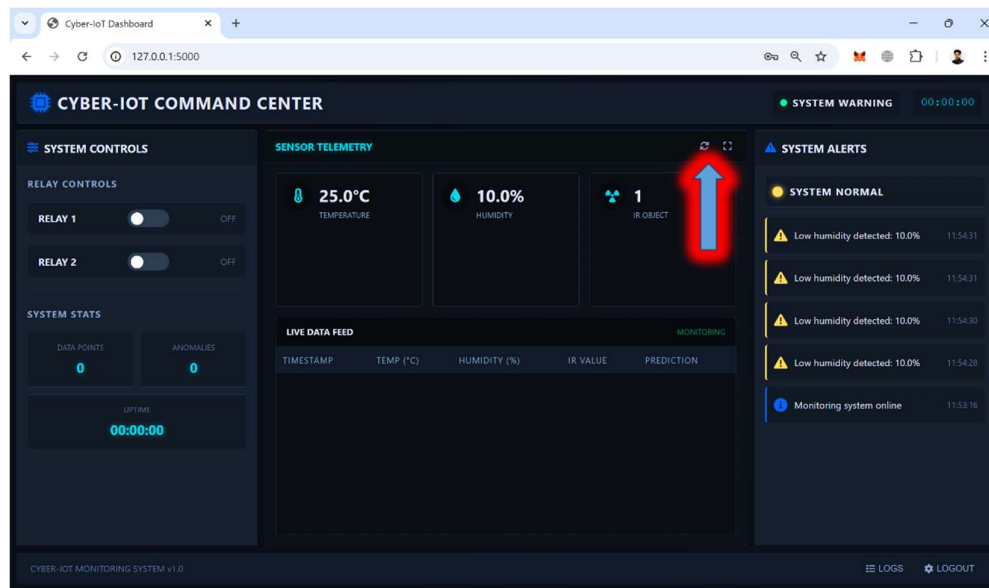 Cyber-IoT Dashboard
127.0.0.1:5000
CYBER-IOT COMMAND CENTER
SYSTEM WARNING
00:00:00
SYSTEM CONTROLS
RELAY CONTROLS
RELAY 1
OFF
RELAY 2
OFF
SYSTEM STATS
DATA POINTS
0
ANOMALIES
0
UPTIME
00:00:00
SENSOR TELEMETRY
25.0°C
TEMPERATURE
10.0%
HUMIDITY
1
IR OBJECT
LIVE DATA FEED
MONITORING
TIMESTAMP TEMP (°C) HUMIDITY (%) IR VALUE PREDICTION
SYSTEM ALERTS
SYSTEM NORMAL
Low humidity detected: 10.0% 11:54:31
Low humidity detected: 10.0% 11:54:31
Low humidity detected: 10.0% 11:54:30
Low humidity detected: 10.0% 11:54:28
Monitoring system online 11:53:16
CYBER-IOT MONITORING SYSTEM v1.0
LOGS
LOGOUT